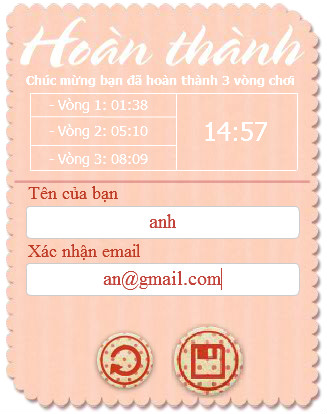 Hoàn thành
Chúc mừng bạn đã hoàn thành 3 vòng chơi
- Vòng 1: 01:38
- Vòng 2: 05:10
- Vòng 3: 08:09
14:57
Tên của bạn
anh
Xác nhận email
an@gmail.com